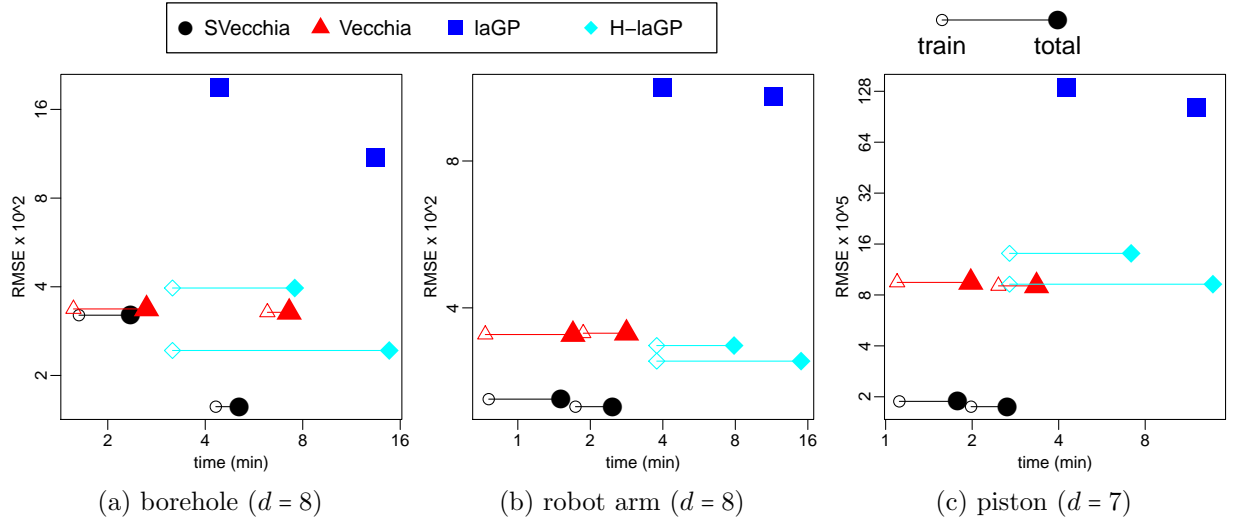 SVecchia Vecchia laGP H−laGP
train total
RMSE x 10^2
16
8
4
2
2 4 8 16
time (min)
(a) borehole (d = 8)
RMSE x 10^2
8
4
1 2 4 8 16
time (min)
(b) robot arm (d = 8)
RMSE x 10^5
128
64
32
16
8
4
2
1 2 4 8
time (min)
(c) piston (d = 7)